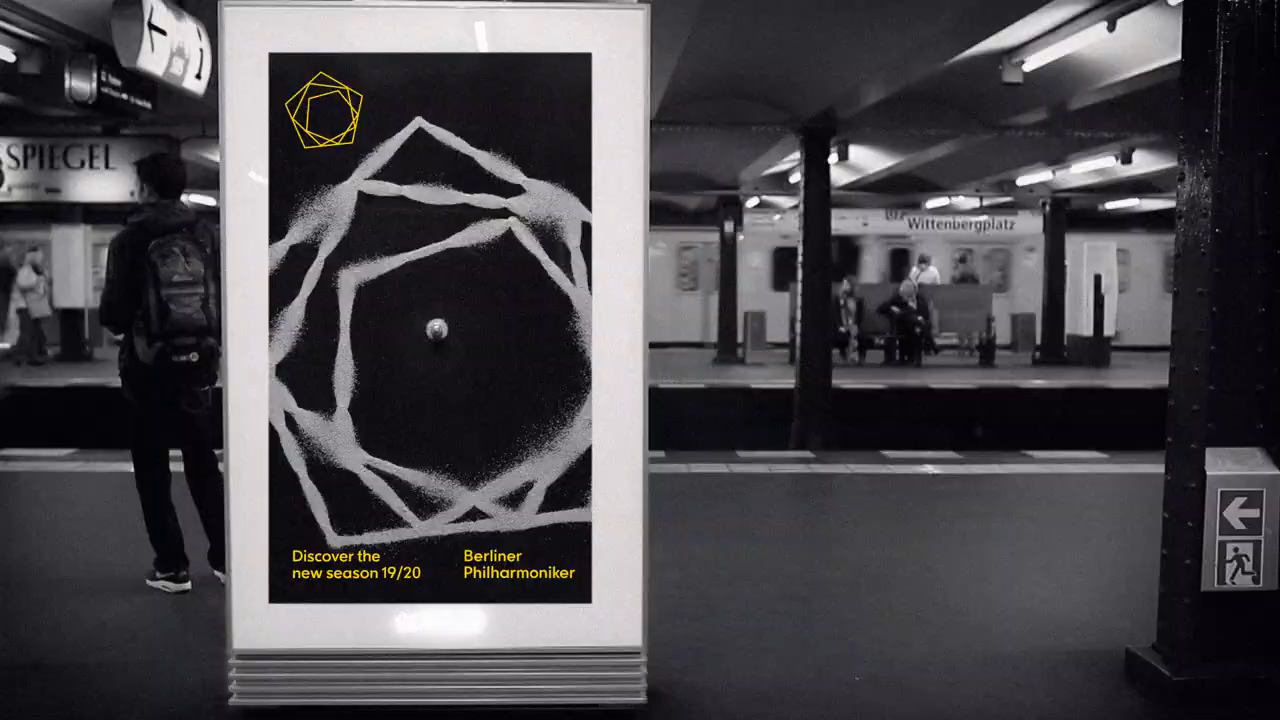 SPIEGEL
Wittenbergplatz
Discover the
new season 19/20
Berliner
Philharmoniker